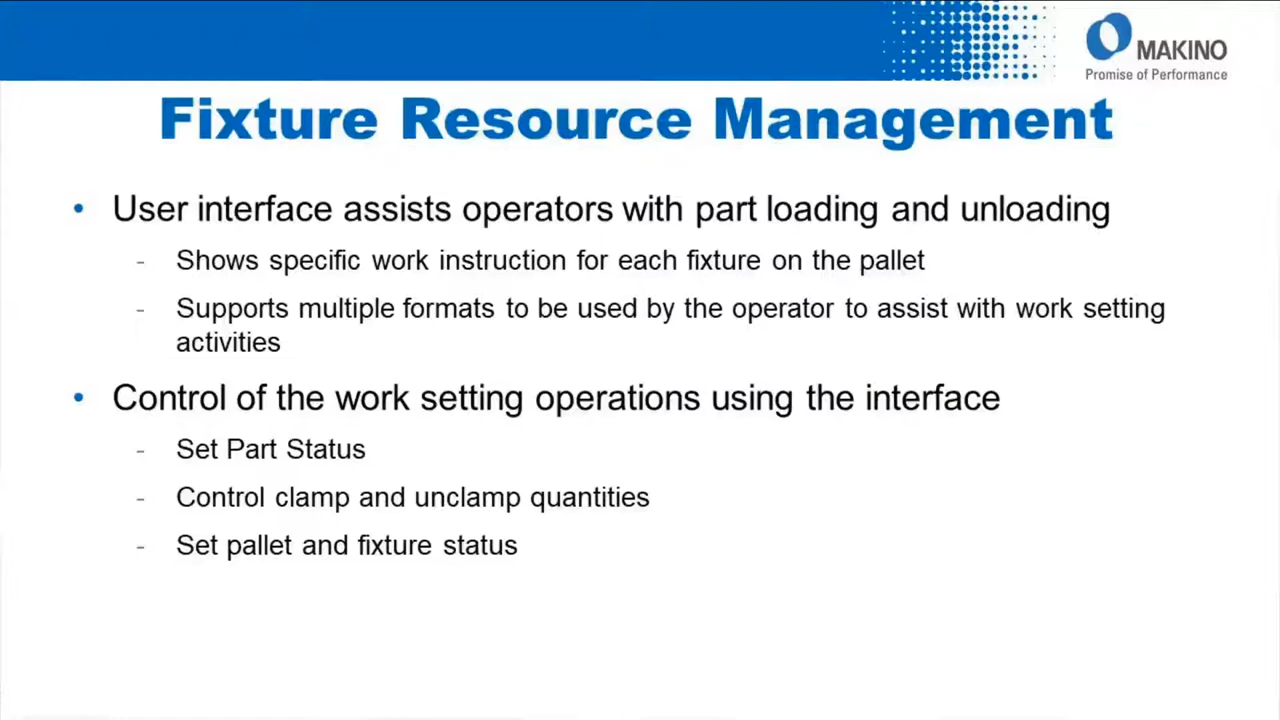 MAKINO
Promise of Performance
Fixture Resource Management
• User interface assists operators with part loading and unloading
- Shows specific work instruction for each fixture on the pallet
- Supports multiple formats to be used by the operator to assist with work setting
activities
• Control of the work setting operations using the interface
- Set Part Status
- Control clamp and unclamp quantities
- Set pallet and fixture status